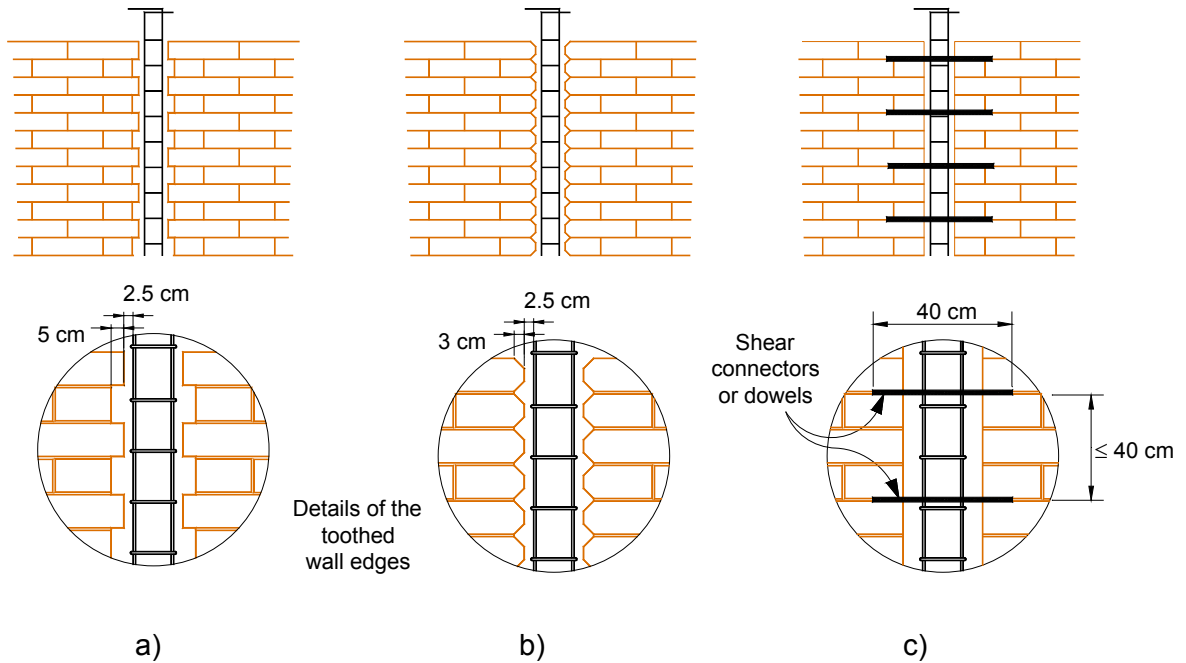 2.5 cm
5 cm
2.5 cm
3 cm
40 cm
Shear
connectors
or dowels
≤ 40 cm
Details of the
toothed
wall edges
a)
b)
c)